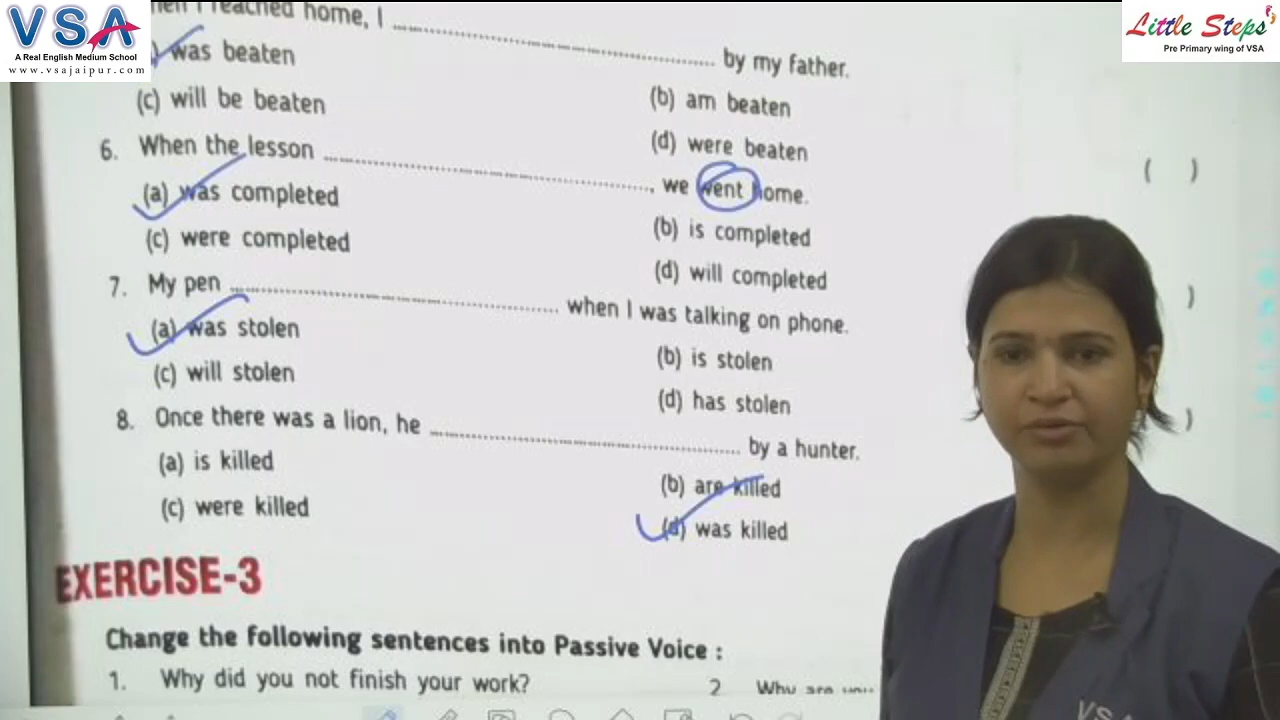 VSA
A Real English Medium School
www.vsajaipur.com
Little Steps
Pre Primary wing of VSA
I reached home, I .......... by my father.
was beaten
(b) am beaten
(c) will be beaten
(d) were beaten
6. When the lesson .........., we went home.
( )
(a) was completed
(b) is completed
(c) were completed
(d) will completed
7. My pen .......... when I was talking on phone.
)
(a) was stolen
(b) is stolen
(c) will stolen
(d) has stolen
8. Once there was a lion, he .......... by a hunter.
)
(a) is killed
(b) are killed
(c) were killed
(d) was killed
EXERCISE-3
Change the following sentences into Passive Voice :
1. Why did you not finish your work?
2 Why are you
VS